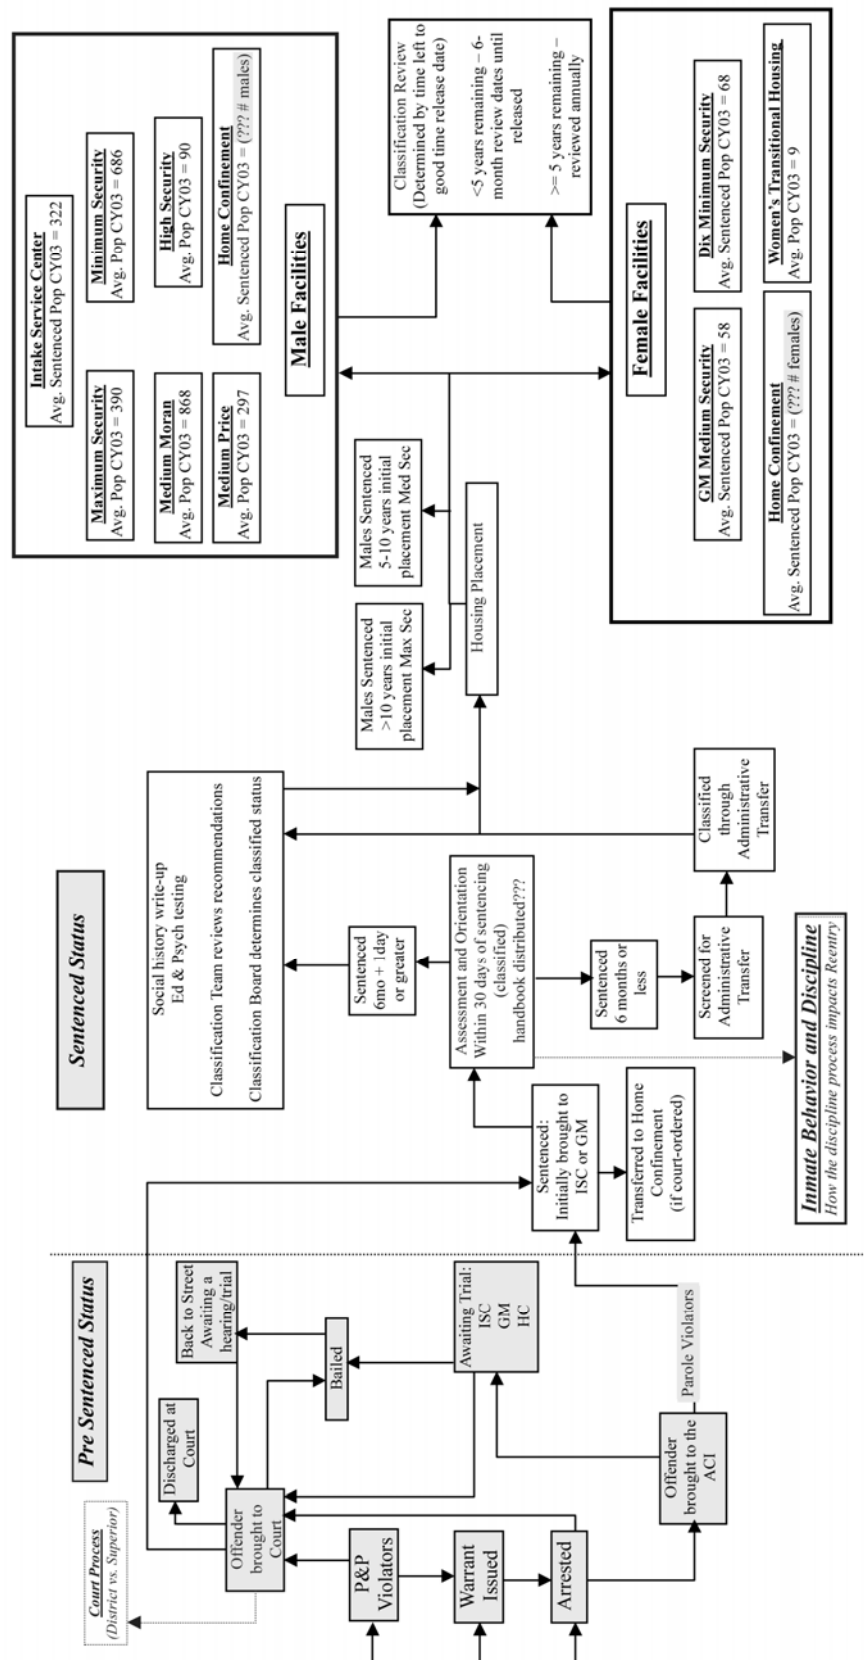 Pre Sentenced Status
Court Process
(District vs. Superior)
Discharged at
Court
Back to Street
Awaiting a
hearing/trial
Offender
brought to
Court
Bailed
P&P
Violators
Warrant
Issued
Arrested
Awaiting Trial:
ISC
GM
HC
Offender
brought to the
ACI
Parole Violators
Sentenced Status
Social history write-up
Ed & Psych testing
Classification Team reviews recommendations
Classification Board determines classified status
Sentenced
6mo + 1day
or greater
Assessment and Orientation
Within 30 days of sentencing
(classified)
handbook distributed???
Sentenced:
Initially brought to
ISC or GM
Transferred to Home
Confinement
(if court-ordered)
Sentenced
6 months or
less
Screened for
Administrative
Transfer
Classified
through
Administrative
Transfer
Inmate Behavior and Discipline
How the discipline process impacts Reentry
Males Sentenced
>10 years initial
placement Max Sec
Males Sentenced
5-10 years initial
placement Med Sec
Housing Placement
Intake Service Center
Avg. Sentenced Pop CY03 = 322
Maximum Security
Avg. Pop CY03 = 390
Minimum Security
Avg. Pop CY03 = 686
Medium Moran
Avg. Pop CY03 = 868
High Security
Avg. Pop CY03 = 90
Medium Price
Avg. Pop CY03 = 297
Home Confinement
Avg. Sentenced Pop CY03 = (??? # males)
Male Facilities
Classification Review
(Determined by time left to
good time release date)
<5 years remaining – 6-
month review dates until
released
>= 5 years remaining –
reviewed annually
Female Facilities
GM Medium Security
Avg. Sentenced Pop CY03 = 58
Dix Minimum Security
Avg. Sentenced Pop CY03 = 68
Home Confinement
Avg. Sentenced Pop CY03 = (??? # females)
Women's Transitional Housing
Avg. Pop CY03 = 9